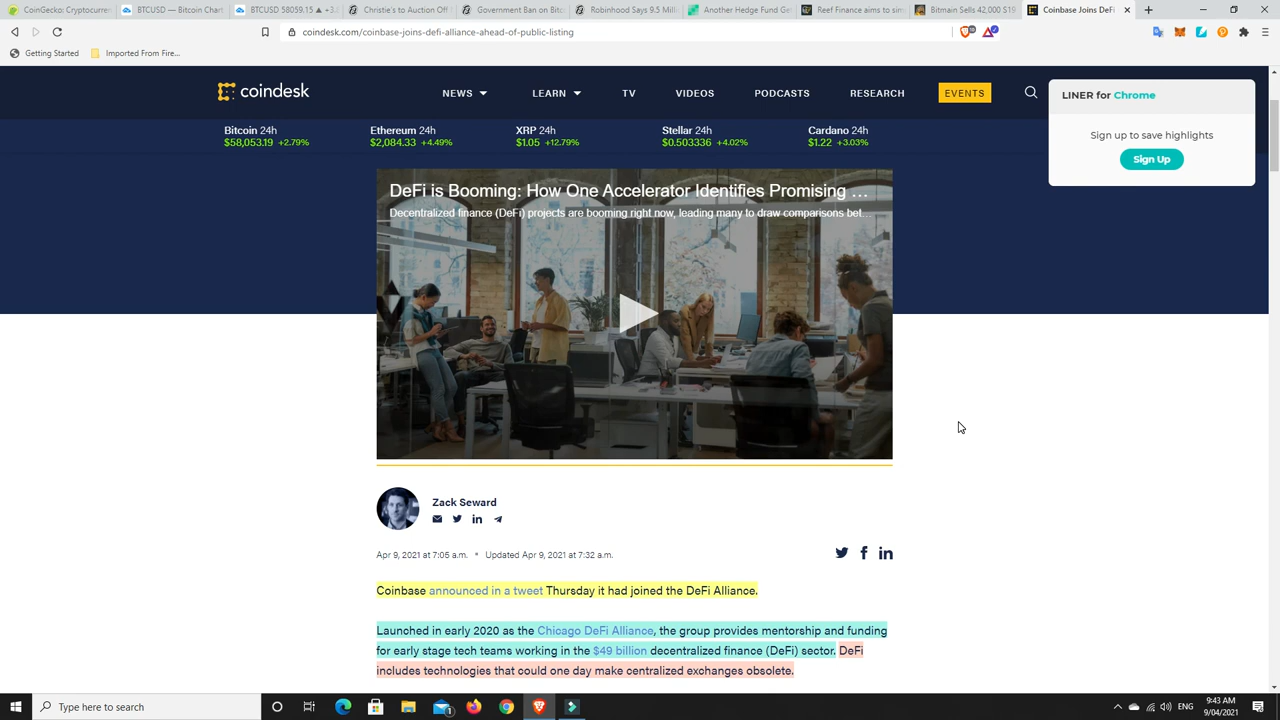 CoinGecko: Cryptocurren
BTCUSD — Bitcoin Chart
BTCUSD 58059.15 ▲ +3.
Christie's to Auction Off
Government Ban on Bitc
Robinhood Says 9.5 Milli
Another Hedge Fund Get
Reef Finance aims to sim
Bitmain Sells 42,000 $19
Coinbase Joins DeFi
coindesk.com/coinbase-joins-defi-alliance-ahead-of-public-listing
Getting Started
Imported From Fire...
coindesk
NEWS
LEARN
TV
VIDEOS
PODCASTS
RESEARCH
EVENTS
LINER for Chrome
Sign up to save highlights
Sign Up
Bitcoin 24h
$58,053.19 +2.79%
Ethereum 24h
$2,084.33 +4.49%
XRP 24h
$1.05 +12.79%
Stellar 24h
$0.503336 +4.02%
Cardano 24h
$1.22 +3.03%
DeFi is Booming: How One Accelerator Identifies Promising ...
Decentralized finance (DeFi) projects are booming right now, leading many to draw comparisons bet...
Zack Seward
Apr 9, 2021 at 7:05 a.m. • Updated Apr 9, 2021 at 7:32 a.m.
Coinbase announced in a tweet Thursday it had joined the DeFi Alliance.
Launched in early 2020 as the Chicago DeFi Alliance, the group provides mentorship and funding
for early stage tech teams working in the $49 billion decentralized finance (DeFi) sector. DeFi
includes technologies that could one day make centralized exchanges obsolete.
Type here to search
ENG
9:43 AM
9/04/2021